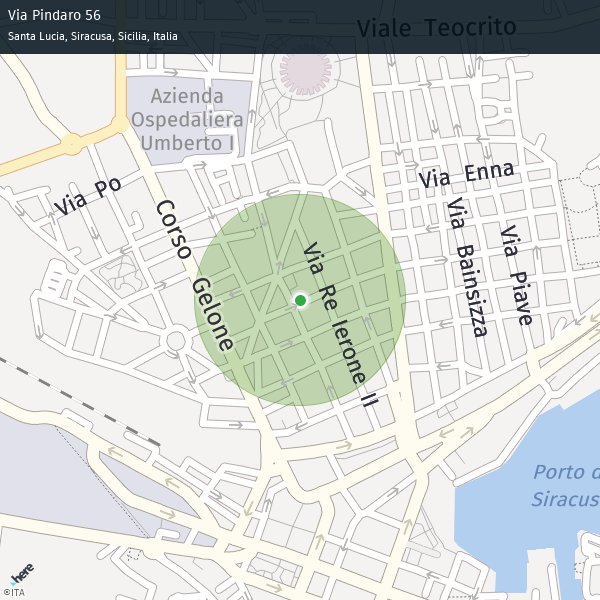 Via Pindaro 56
Santa Lucia, Siracusa, Sicilia, Italia
Viale Teocrito
Azienda
Ospedaliera
Umberto I
Via Enna
Via Po
Corso Gelone
Via Re Ierone II
Via Bainsizza
Via Piave
Porto d
Siracus
here
©ITA